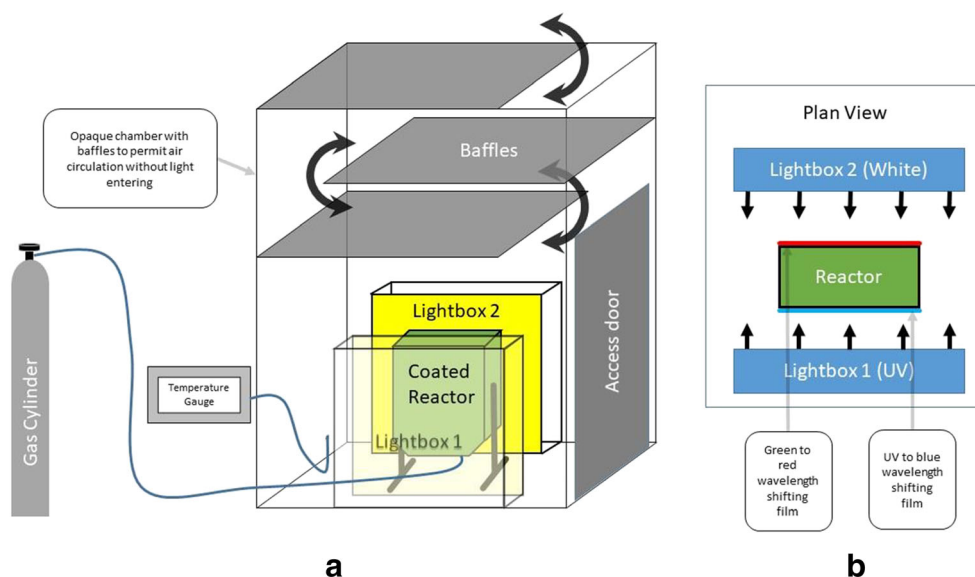 Opaque chamber with
baffles to permit air
circulation without light
entering
Baffles
Gas Cylinder
Temperature
Gauge
Lightbox 2
Coated
Reactor
Lightbox 1
Access door
a
Plan View
Lightbox 2 (White)
Reactor
Lightbox 1 (UV)
Green to
red
wavelength
shifting
film
UV to blue
wavelength
shifting
film
b